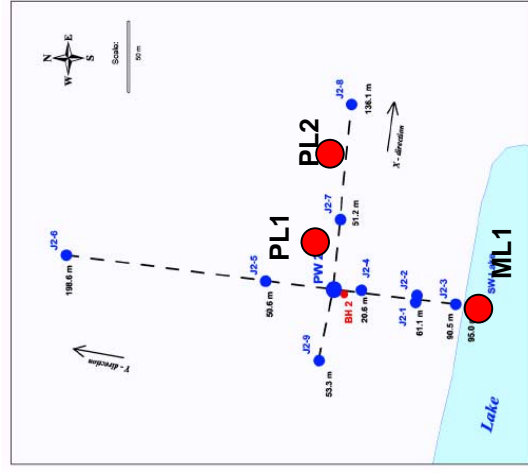 N
E
W
S
Scale:
50 m
J2-6
198.6 m
J2-8
136.1 m
PL2
X - direction
PL1
J2-7
51.2 m
J2-5
50.6 m
PW 2
J2-4
BH 2
20.6 m
J2-9
53.3 m
Y - direction
J2-2
J2-1
61.1 m
J2-3
90.5 m
95.0
ML1
Lake